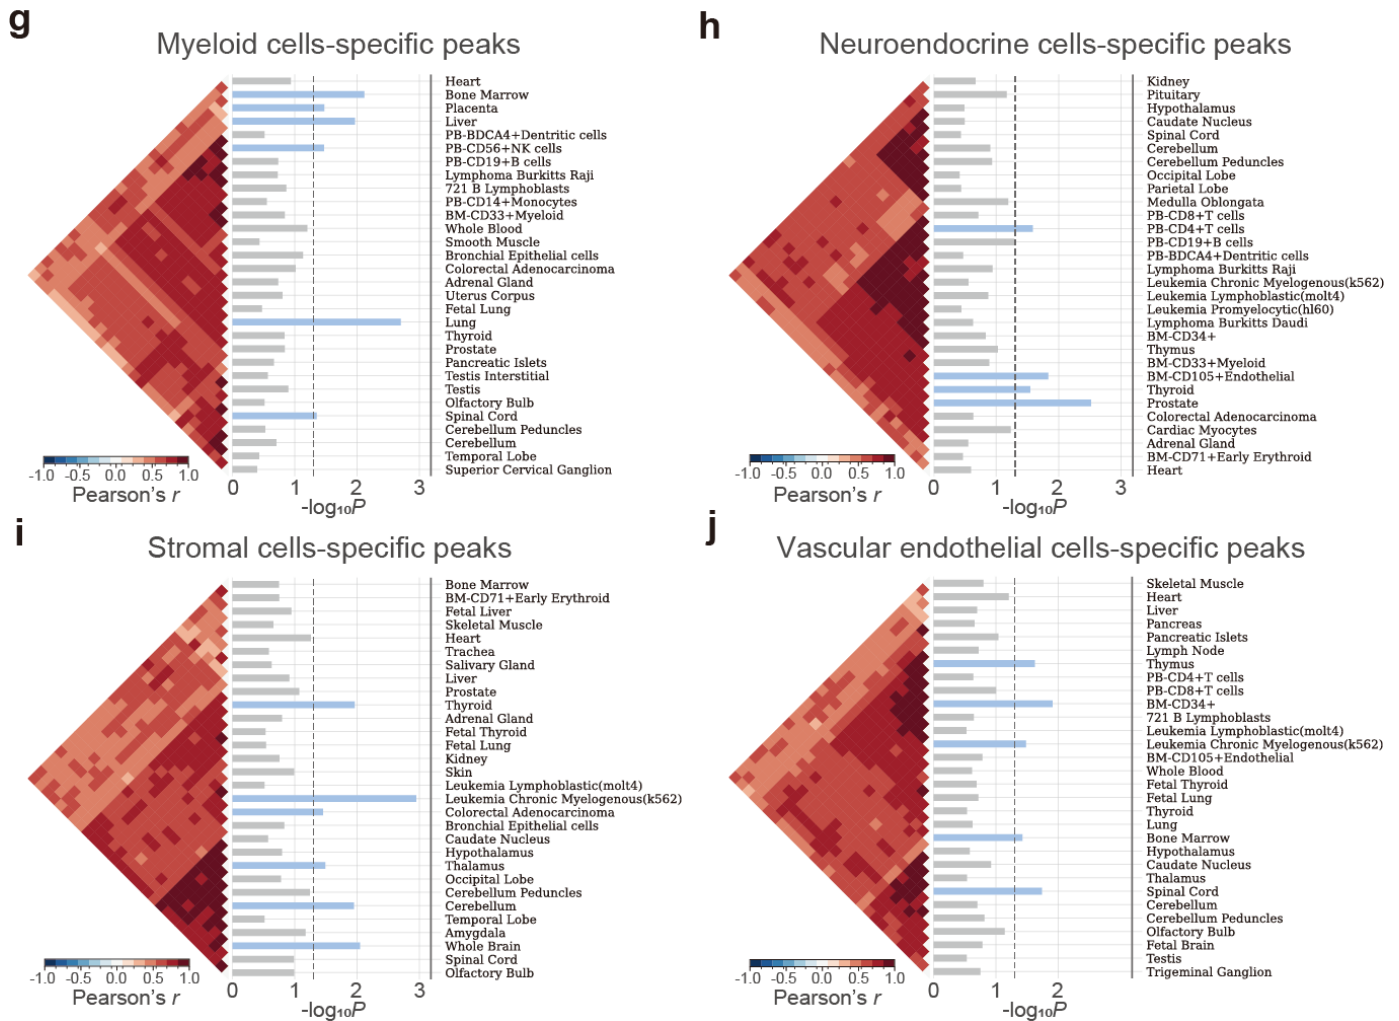 g
Myeloid cells-specific peaks
Heart
Bone Marrow
Placenta
Liver
PB-BDCA4+Dentritic cells
PB-CD56+NK cells
PB-CD19+B cells
Lymphoma Burkitts Raji
721 B Lymphoblasts
PB-CD14+Monocytes
BM-CD33+Myeloid
Whole Blood
Smooth Muscle
Bronchial Epithelial cells
Colorectal Adenocarcinoma
Adrenal Gland
Uterus Corpus
Fetal Lung
Lung
Thyroid
Prostate
Pancreatic Islets
Testis Interstitial
Testis
Olfactory Bulb
Spinal Cord
Cerebellum Peduncles
Cerebellum
Temporal Lobe
Superior Cervical Ganglion
-1.0 -0.5 0.0 0.5 1.0
Pearson's r
0 1 2 3
-log₁₀P
h
Neuroendocrine cells-specific peaks
Kidney
Pituitary
Hypothalamus
Caudate Nucleus
Spinal Cord
Cerebellum
Cerebellum Peduncles
Occipital Lobe
Parietal Lobe
Medulla Oblongata
PB-CD8+T cells
PB-CD4+T cells
PB-CD19+B cells
PB-BDCA4+Dentritic cells
Lymphoma Burkitts Raji
Leukemia Chronic Myelogenous(k562)
Leukemia Lymphoblastic(molt4)
Leukemia Promyelocytic(hl60)
Lymphoma Burkitts Daudi
BM-CD34+
Thymus
BM-CD33+Myeloid
BM-CD105+Endothelial
Thyroid
Prostate
Colorectal Adenocarcinoma
Cardiac Myocytes
Adrenal Gland
BM-CD71+Early Erythroid
Heart
-1.0 -0.5 0.0 0.5 1.0
Pearson's r
0 1 2 3
-log₁₀P
i
Stromal cells-specific peaks
Bone Marrow
BM-CD71+Early Erythroid
Fetal Liver
Skeletal Muscle
Heart
Trachea
Salivary Gland
Liver
Prostate
Thyroid
Adrenal Gland
Fetal Thyroid
Fetal Lung
Kidney
Skin
Leukemia Lymphoblastic(molt4)
Leukemia Chronic Myelogenous(k562)
Colorectal Adenocarcinoma
Bronchial Epithelial cells
Caudate Nucleus
Hypothalamus
Thalamus
Occipital Lobe
Cerebellum Peduncles
Cerebellum
Temporal Lobe
Amygdala
Whole Brain
Spinal Cord
Olfactory Bulb
-1.0 -0.5 0.0 0.5 1.0
Pearson's r
0 1 2 3
-log₁₀P
j
Vascular endothelial cells-specific peaks
Skeletal Muscle
Heart
Liver
Pancreas
Pancreatic Islets
Lymph Node
Thymus
PB-CD4+T cells
PB-CD8+T cells
BM-CD34+
721 B Lymphoblasts
Leukemia Lymphoblastic(molt4)
Leukemia Chronic Myelogenous(k562)
BM-CD105+Endothelial
Whole Blood
Fetal Thyroid
Fetal Lung
Thyroid
Lung
Bone Marrow
Hypothalamus
Caudate Nucleus
Thalamus
Spinal Cord
Cerebellum
Cerebellum Peduncles
Olfactory Bulb
Fetal Brain
Testis
Trigeminal Ganglion
-1.0 -0.5 0.0 0.5 1.0
Pearson's r
0 1 2
-log₁₀P